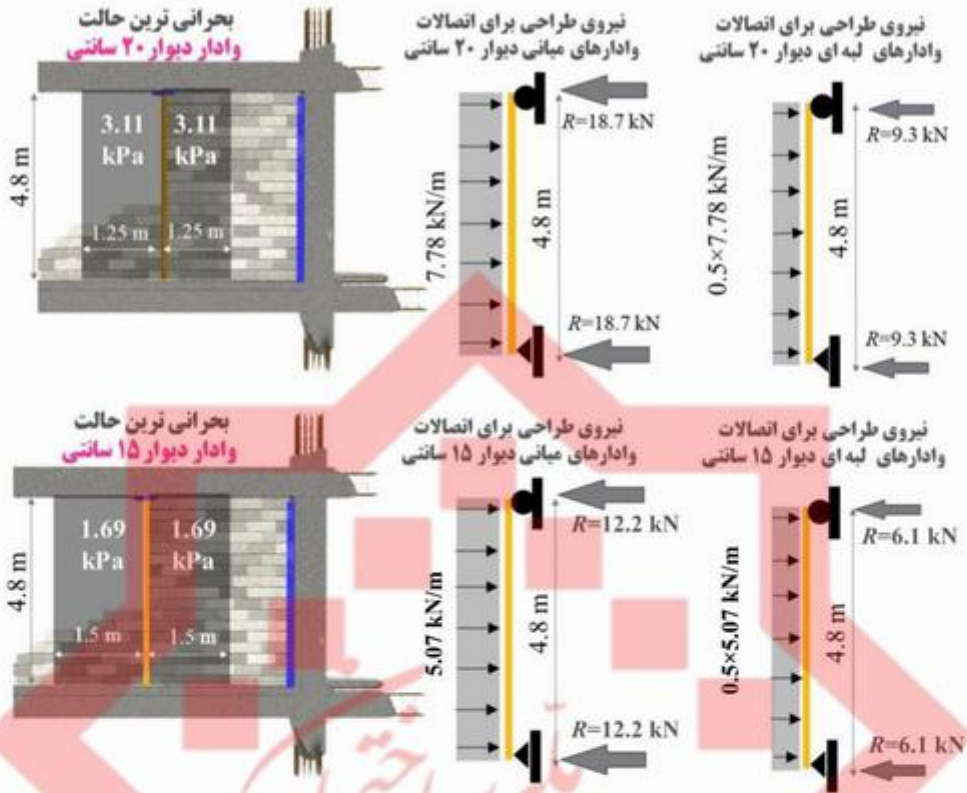 بحرانی ترین حالت
وادار دیوار ۲۰ سانتی
نیروی طراحی برای اتصالات
وادارهای میانی دیوار ۲۰ سانتی
نیروی طراحی برای اتصالات
وادارهای لبه ای دیوار ۲۰ سانتی
4.8 m
3.11 kPa
3.11 kPa
1.25 m
1.25 m
7.78 kN/m
4.8 m
R=18.7 kN
R=18.7 kN
0.5×7.78 kN/m
4.8 m
R=9.3 kN
R=9.3 kN
بحرانی ترین حالت
وادار دیوار ۱۵ سانتی
نیروی طراحی برای اتصالات
وادارهای میانی دیوار ۱۵ سانتی
نیروی طراحی برای اتصالات
وادارهای لبه ای دیوار ۱۵ سانتی
4.8 m
1.69 kPa
1.69 kPa
1.5 m
1.5 m
5.07 kN/m
4.8 m
R=12.2 kN
R=12.2 kN
0.5×5.07 kN/m
4.8 m
R=6.1 kN
R=6.1 kN